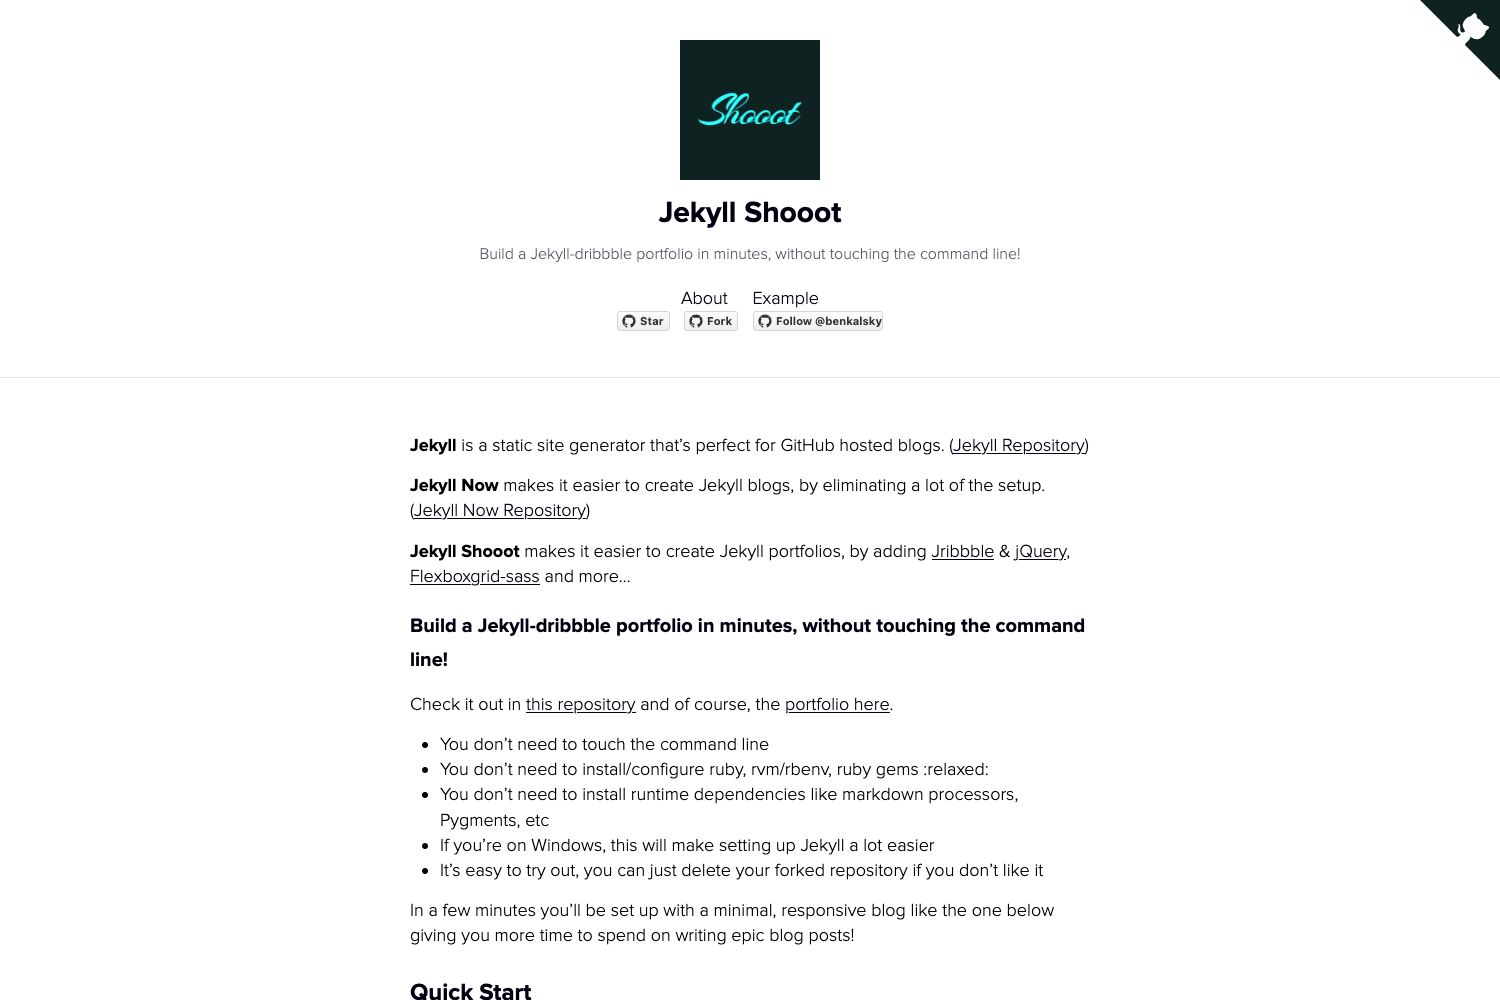 Shooot
Jekyll Shooot
Build a Jekyll-dribbble portfolio in minutes, without touching the command line!
About Example
Star Fork Follow @benkalsky
Jekyll is a static site generator that’s perfect for GitHub hosted blogs. (Jekyll Repository)
Jekyll Now makes it easier to create Jekyll blogs, by eliminating a lot of the setup.
(Jekyll Now Repository)
Jekyll Shooot makes it easier to create Jekyll portfolios, by adding Jribbble & jQuery,
Flexboxgrid-sass and more…
Build a Jekyll-dribbble portfolio in minutes, without touching the command
line!
Check it out in this repository and of course, the portfolio here.
• You don’t need to touch the command line
• You don’t need to install/configure ruby, rvm/rbenv, ruby gems :relaxed:
• You don’t need to install runtime dependencies like markdown processors,
Pygments, etc
• If you’re on Windows, this will make setting up Jekyll a lot easier
• It’s easy to try out, you can just delete your forked repository if you don’t like it
In a few minutes you’ll be set up with a minimal, responsive blog like the one below
giving you more time to spend on writing epic blog posts!
Quick Start